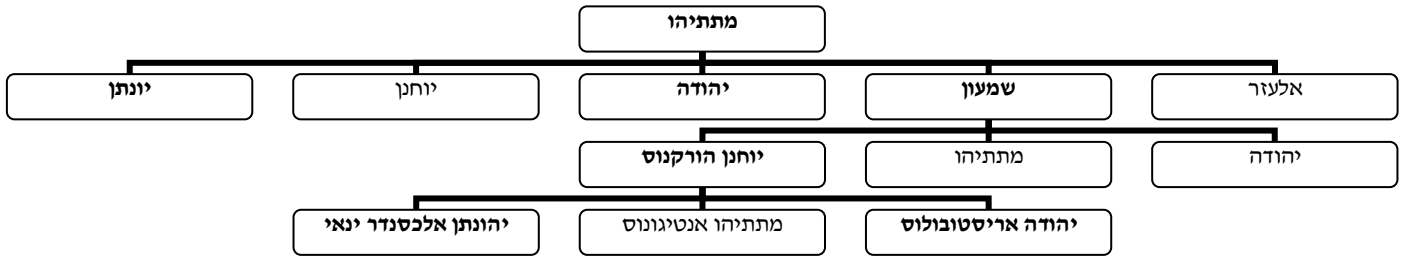 מתתיהו
אלעזר
שמעון
יהודה
יוחנן
יונתן
יהודה
מתתיהו
יוחנן הורקנוס
יהודה אריסטובולוס
מתתיהו אנטיגונוס
יהונתן אלכסנדר ינאי